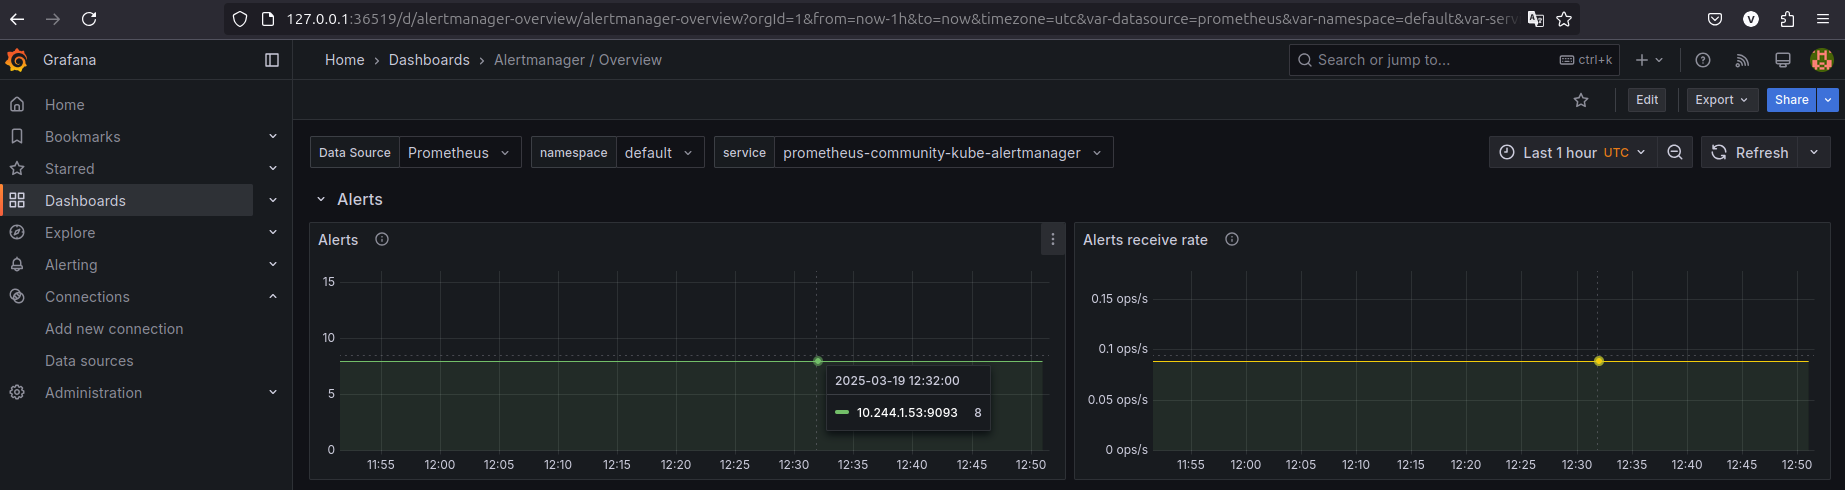 127.0.0.1:36519/d/alertmanager-overview/alertmanager-overview?orgId=1&from=now-1h&to=now&timezone=utc&var-datasource=prometheus&var-namespace=default&var-serv
Grafana
Home › Dashboards › Alertmanager / Overview
Search or jump to... ctrl+k
Edit Export Share
Home
Bookmarks
Starred
Dashboards
Explore
Alerting
Connections
Add new connection
Data sources
Administration
Data Source Prometheus namespace default service prometheus-community-kube-alertmanager Last 1 hour UTC Refresh
Alerts
Alerts
15
10
5
0
11:55 12:00 12:05 12:10 12:15 12:20 12:25 12:30 12:35 12:40 12:45 12:50
2025-03-19 12:32:00
10.244.1.53:9093 8
Alerts receive rate
0.15 ops/s
0.1 ops/s
0.05 ops/s
0 ops/s
11:55 12:00 12:05 12:10 12:15 12:20 12:25 12:30 12:35 12:40 12:45 12:50